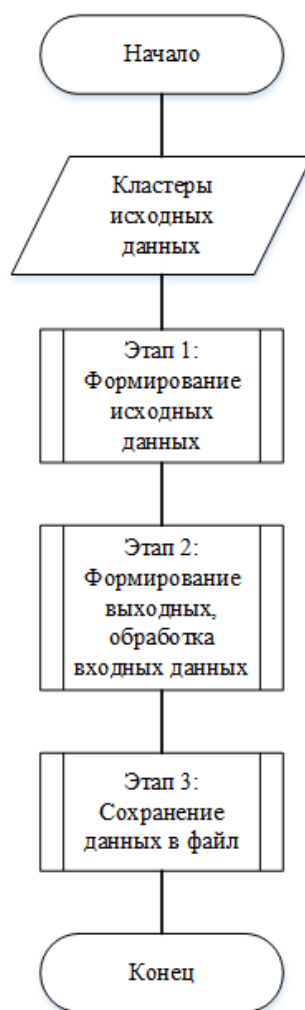 Начало
Кластеры
исходных
данных
Этап 1:
Формирование
исходных
данных
Этап 2:
Формирование
выходных,
обработка
входных данных
Этап 3:
Сохранение
данных в файл
Конец